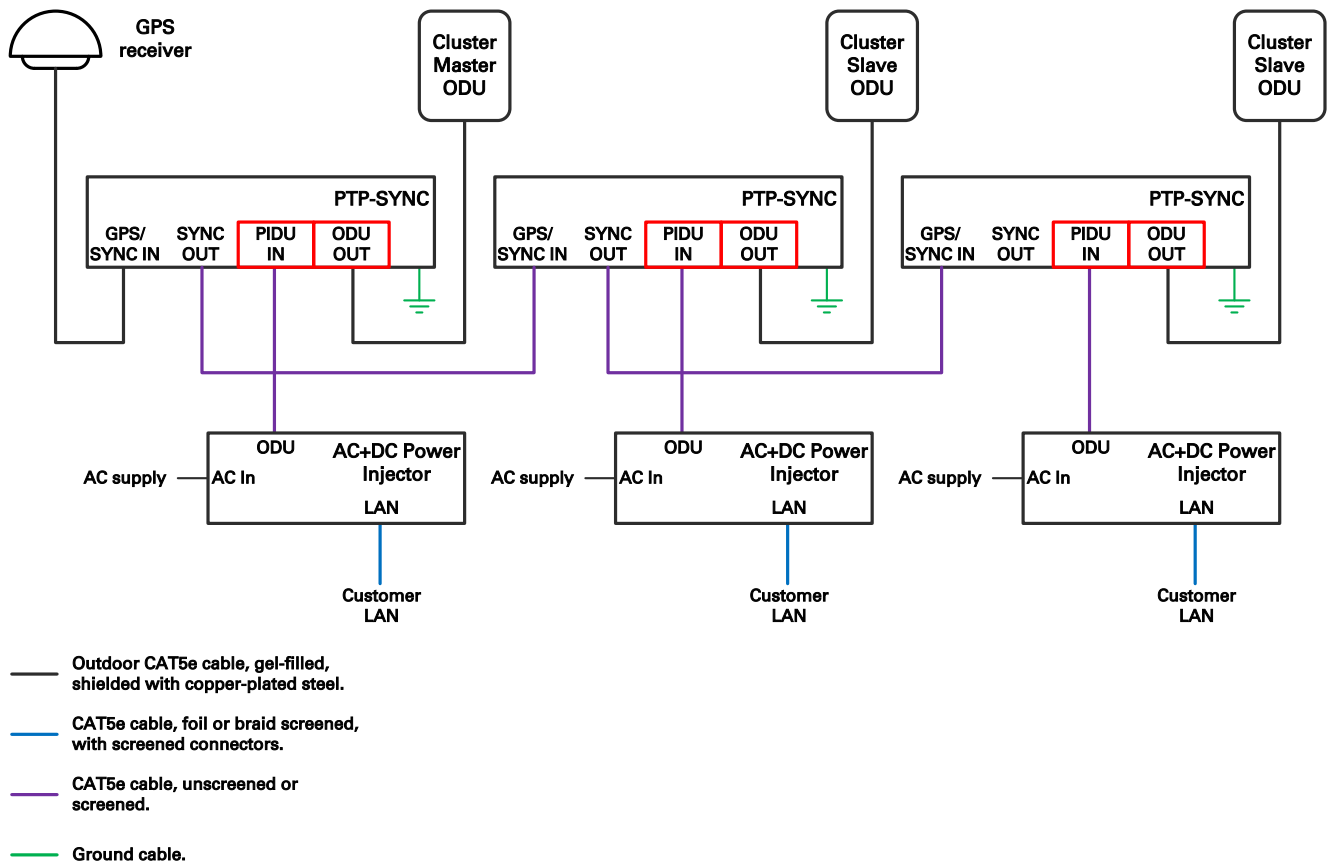 GPS
receiver
Cluster
Master
ODU
Cluster
Slave
ODU
Cluster
Slave
ODU
PTP-SYNC
GPS/
SYNC IN
SYNC
OUT
PIDU
IN
ODU
OUT
PTP-SYNC
GPS/
SYNC IN
SYNC
OUT
PIDU
IN
ODU
OUT
PTP-SYNC
GPS/
SYNC IN
SYNC
OUT
PIDU
IN
ODU
OUT
AC supply
AC In
ODU
AC+DC Power
Injector
LAN
Customer
LAN
AC supply
AC In
ODU
AC+DC Power
Injector
LAN
Customer
LAN
AC supply
AC In
ODU
AC+DC Power
Injector
LAN
Customer
LAN
Outdoor CAT5e cable, gel-filled,
shielded with copper-plated steel.
CAT5e cable, foil or braid screened,
with screened connectors.
CAT5e cable, unscreened or
screened.
Ground cable.